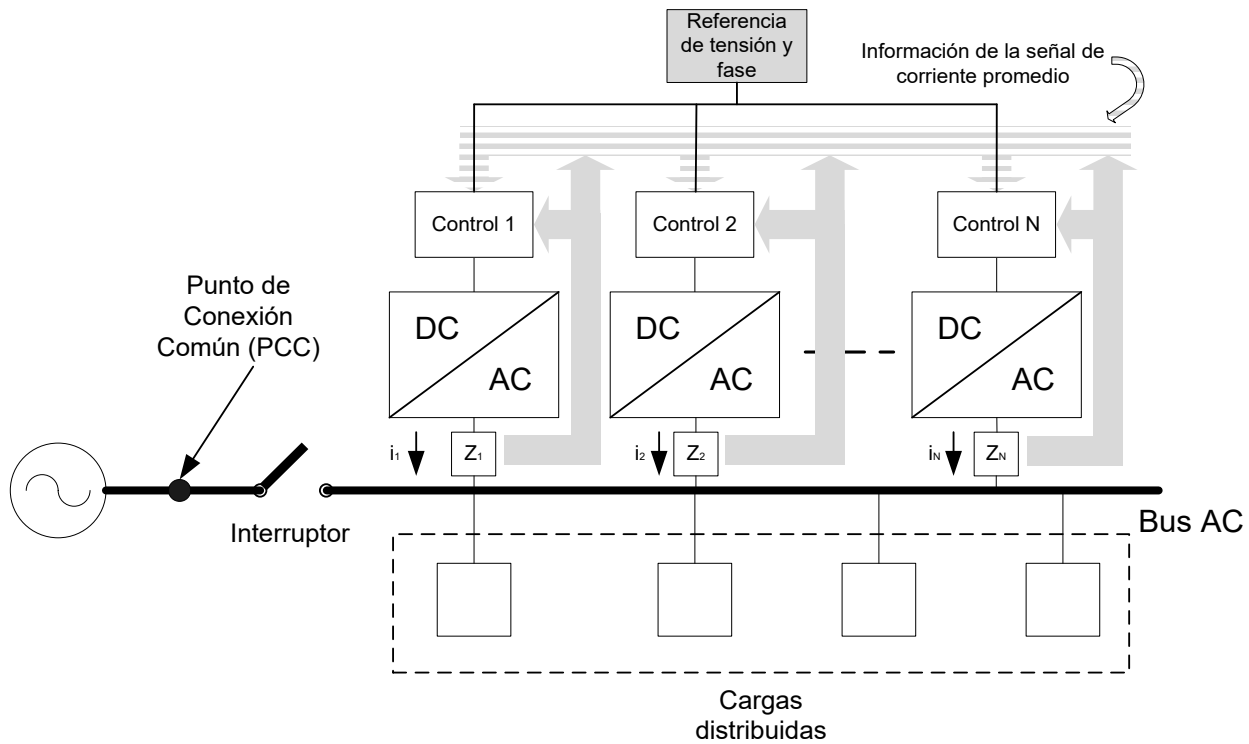 Referencia
de tensión y
fase
Información de la señal de
corriente promedio
Control 1
Control 2
Control N
Punto de
Conexión
Común (PCC)
DC
AC
DC
AC
DC
AC
i1
Z1
i2
Z2
iN
ZN
Interruptor
Bus AC
Cargas
distribuidas